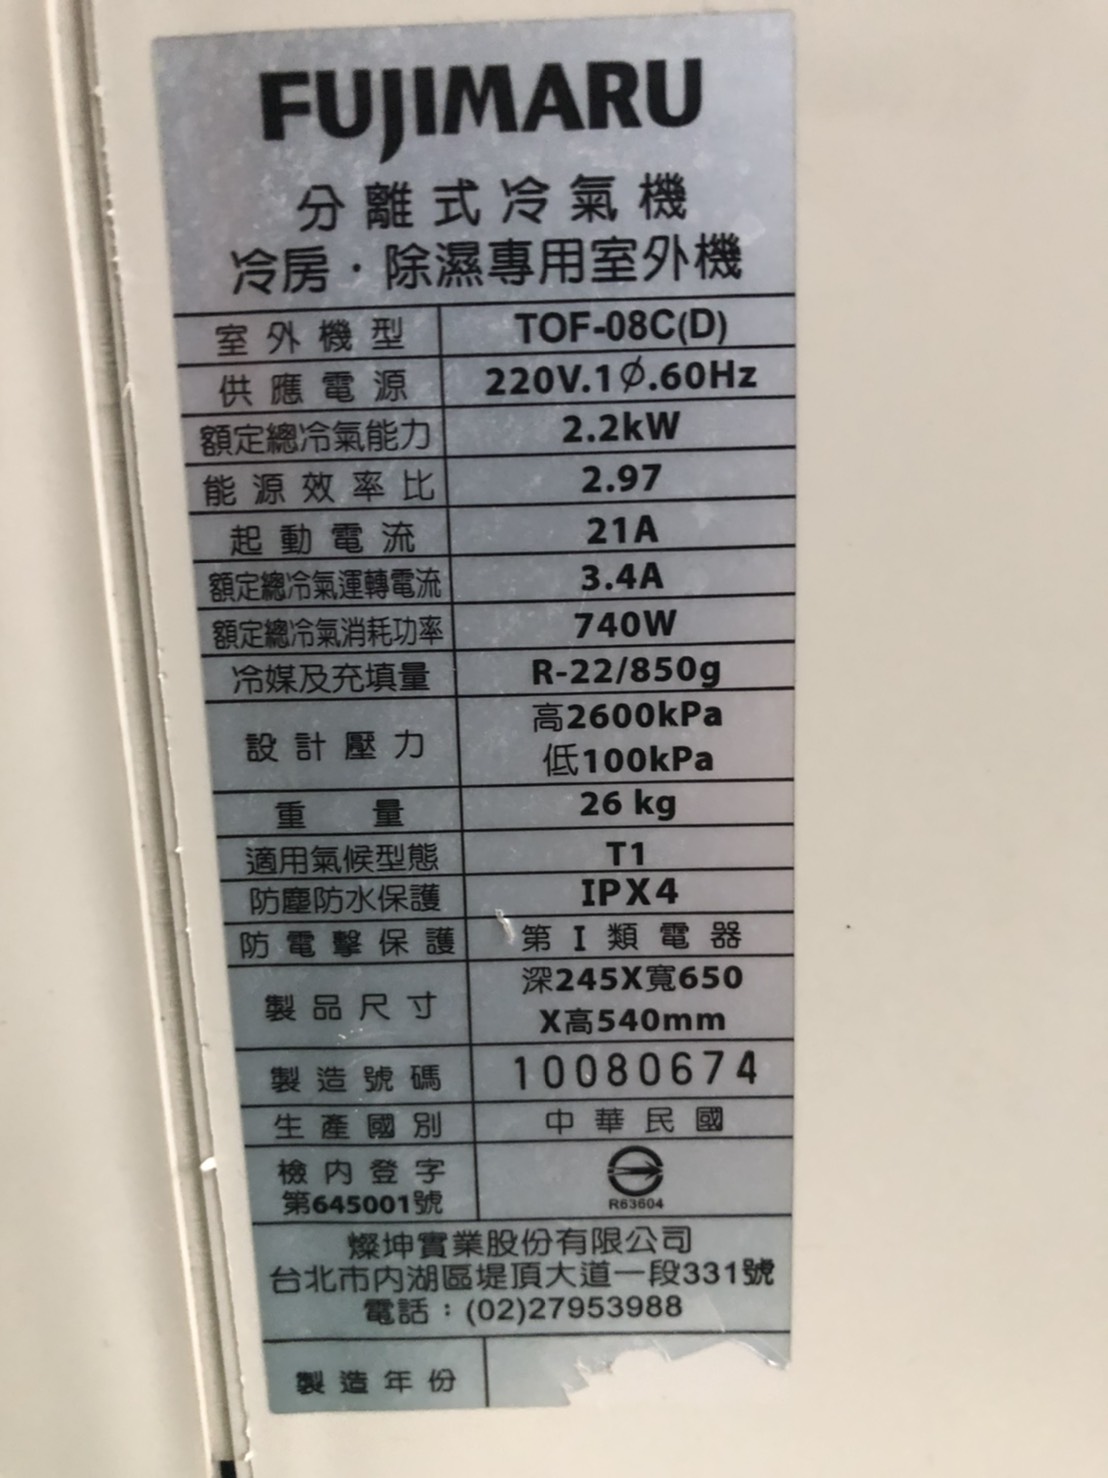 FUJIMARU
分離式冷氣機
冷房·除濕專用室外機
室外機型 TOF-08C(D)
供應電源 220V.1∅.60Hz
額定總冷氣能力 2.2kW
能源效率比 2.97
起動電流 21A
額定總冷氣運轉電流 3.4A
額定總冷氣消耗功率 740W
冷媒及充填量 R-22/850g
設計壓力 高2600kPa
低100kPa
重量 26 kg
適用氣候型態 T1
防塵防水保護 IPX4
防電擊保護 第I類電器
製品尺寸 深245X寬650
X高540mm
製造號碼 10080674
生產國別 中華民國
檢內登字
第645001號 R63604
燦坤實業股份有限公司
台北市內湖區堤頂大道一段331號
電話：(02)27953988
製造年份